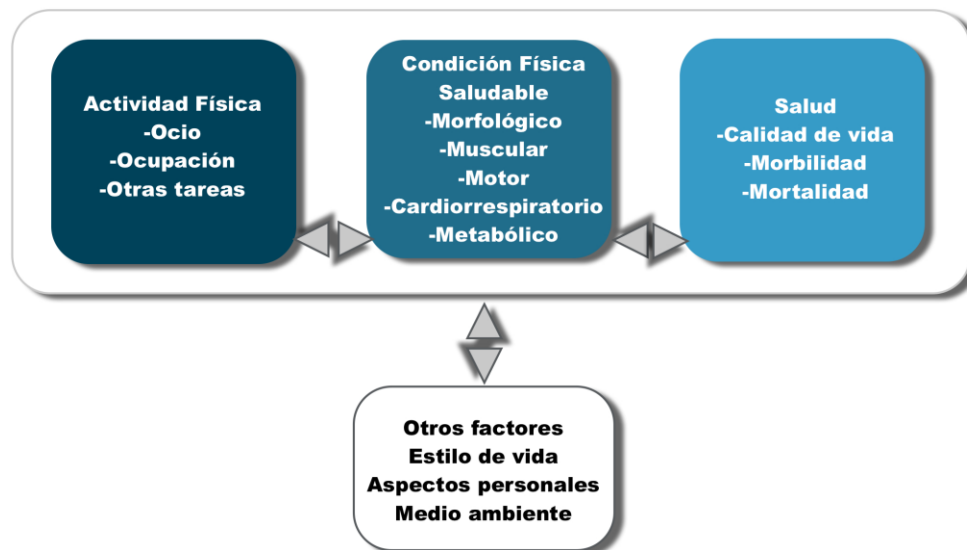 Actividad Física
-Ocio
-Ocupación
-Otras tareas
Condición Física
Saludable
-Morfológico
-Muscular
-Motor
-Cardiorrespiratorio
-Metabólico
Salud
-Calidad de vida
-Morbilidad
-Mortalidad
Otros factores
Estilo de vida
Aspectos personales
Medio ambiente